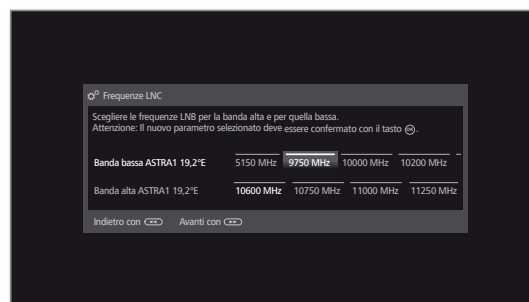 Frequenze LNC
Scegliere le frequenze LNB per la banda alta e per quella bassa.
Attenzione: Il nuovo parametro selezionato deve essere confermato con il tasto OK.
Banda bassa ASTRA1 19,2°E 5150 MHz 9750 MHz 10000 MHz 10200 MHz
Banda alta ASTRA1 19,2°E 10600 MHz 10750 MHz 11000 MHz 11250 MHz
Indietro con Avanti con